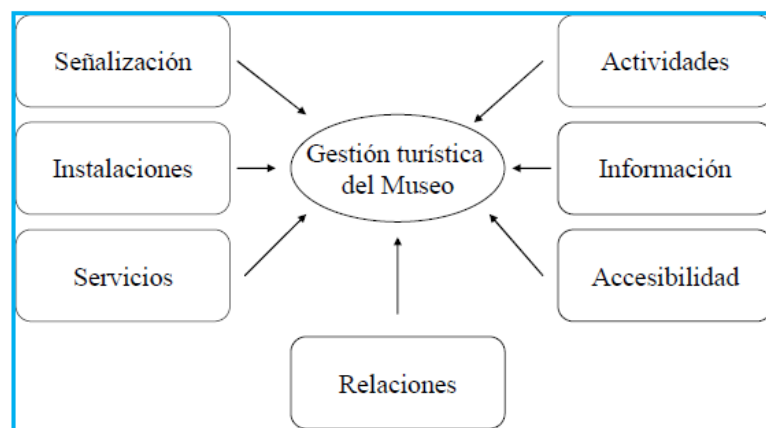 Señalización
Actividades
Gestión turística
del Museo
Instalaciones
Información
Servicios
Accesibilidad
Relaciones